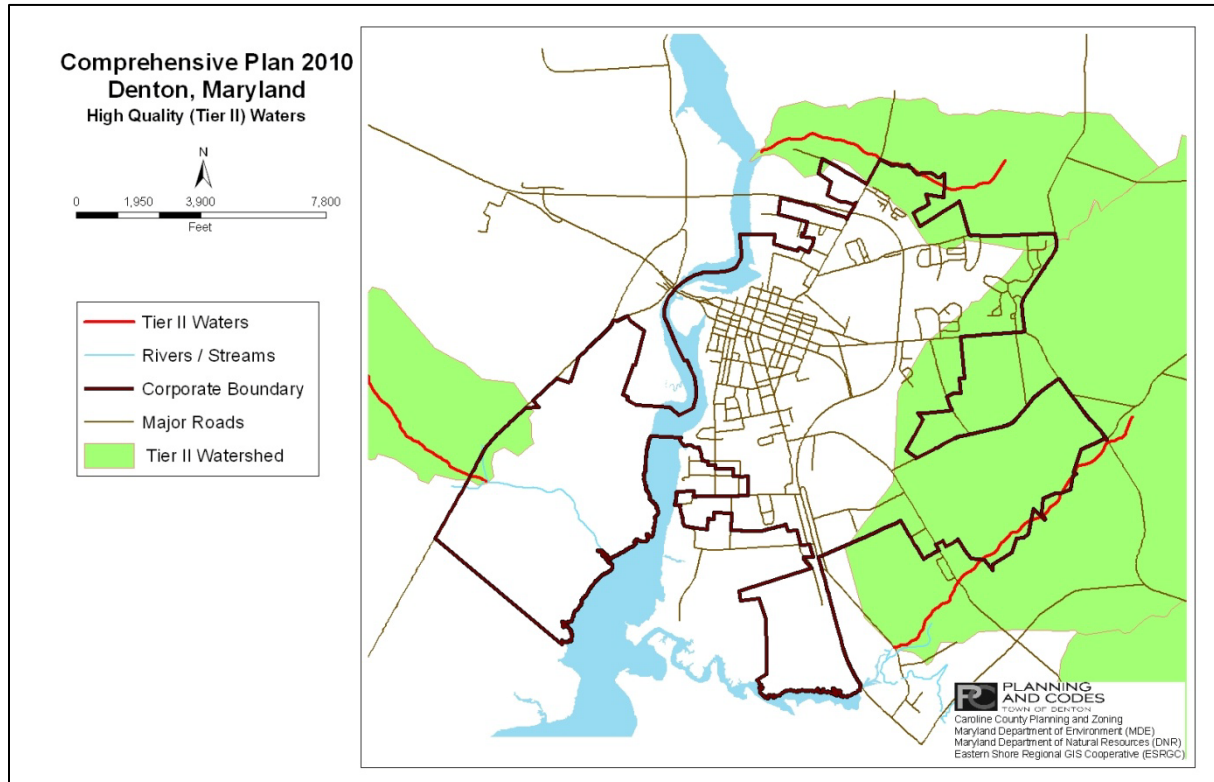 Comprehensive Plan 2010
Denton, Maryland
High Quality (Tier II) Waters
N
0 1,950 3,900 7,800
Feet
Tier II Waters
Rivers / Streams
Corporate Boundary
Major Roads
Tier II Watershed
PC PLANNING
AND CODES
TOWN OF DENTON
Caroline County Planning and Zoning
Maryland Department of Environment (MDE)
Maryland Department of Natural Resources (DNR)
Eastern Shore Regional GIS Cooperative (ESRGC)